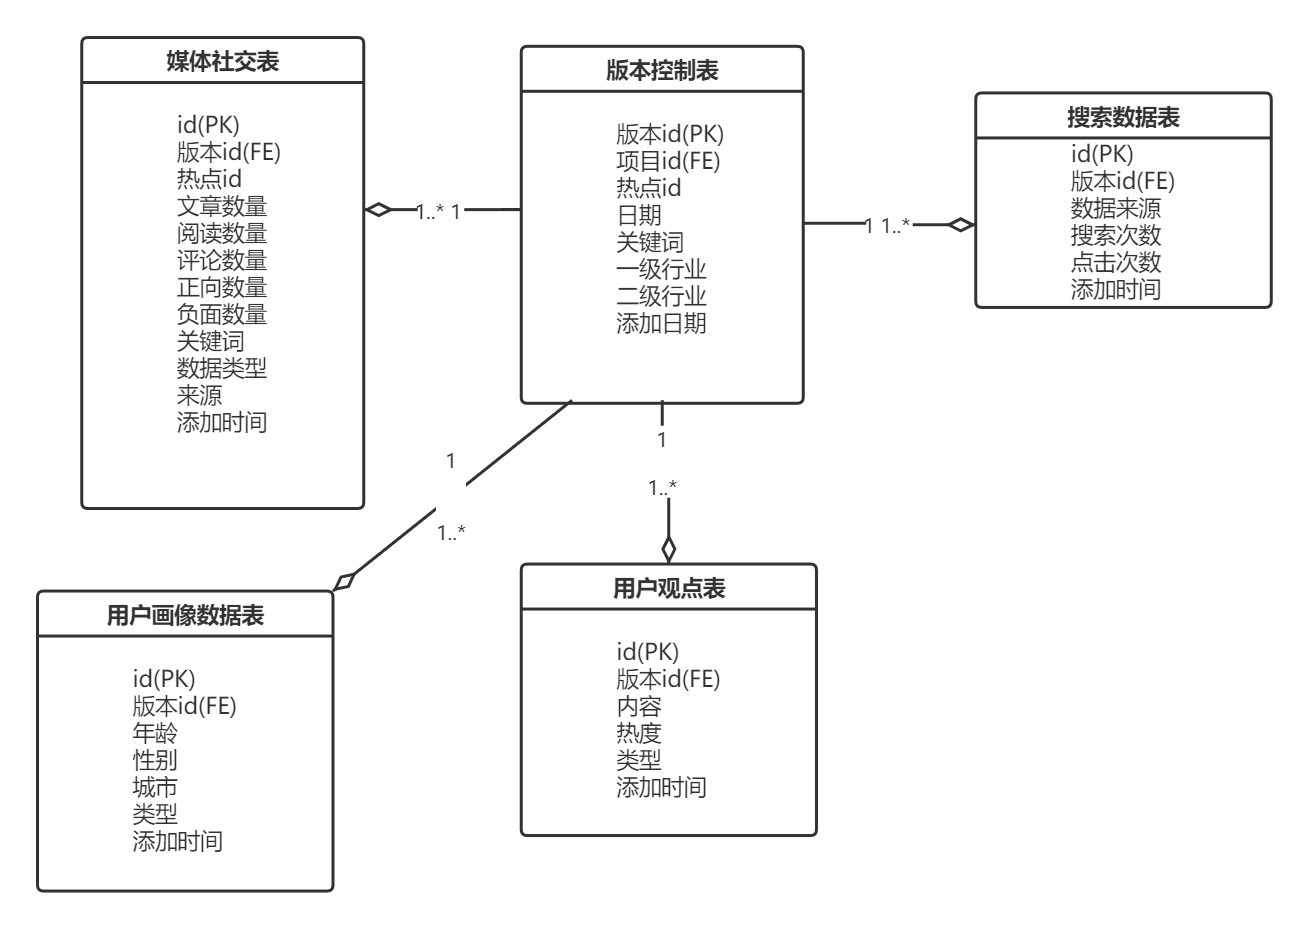 媒体社交表
id(PK)
版本id(FE)
热点id
文章数量
阅读数量
评论数量
正向数量
负面数量
关键词
数据类型
来源
添加时间
1..* 1
版本控制表
版本id(PK)
项目id(FE)
热点id
日期
关键词
一级行业
二级行业
添加日期
1 1..*
搜索数据表
id(PK)
版本id(FE)
数据来源
搜索次数
点击次数
添加时间
1
1..*
1
1..*
用户画像数据表
id(PK)
版本id(FE)
年龄
性别
城市
类型
添加时间
用户观点表
id(PK)
版本id(FE)
内容
热度
类型
添加时间